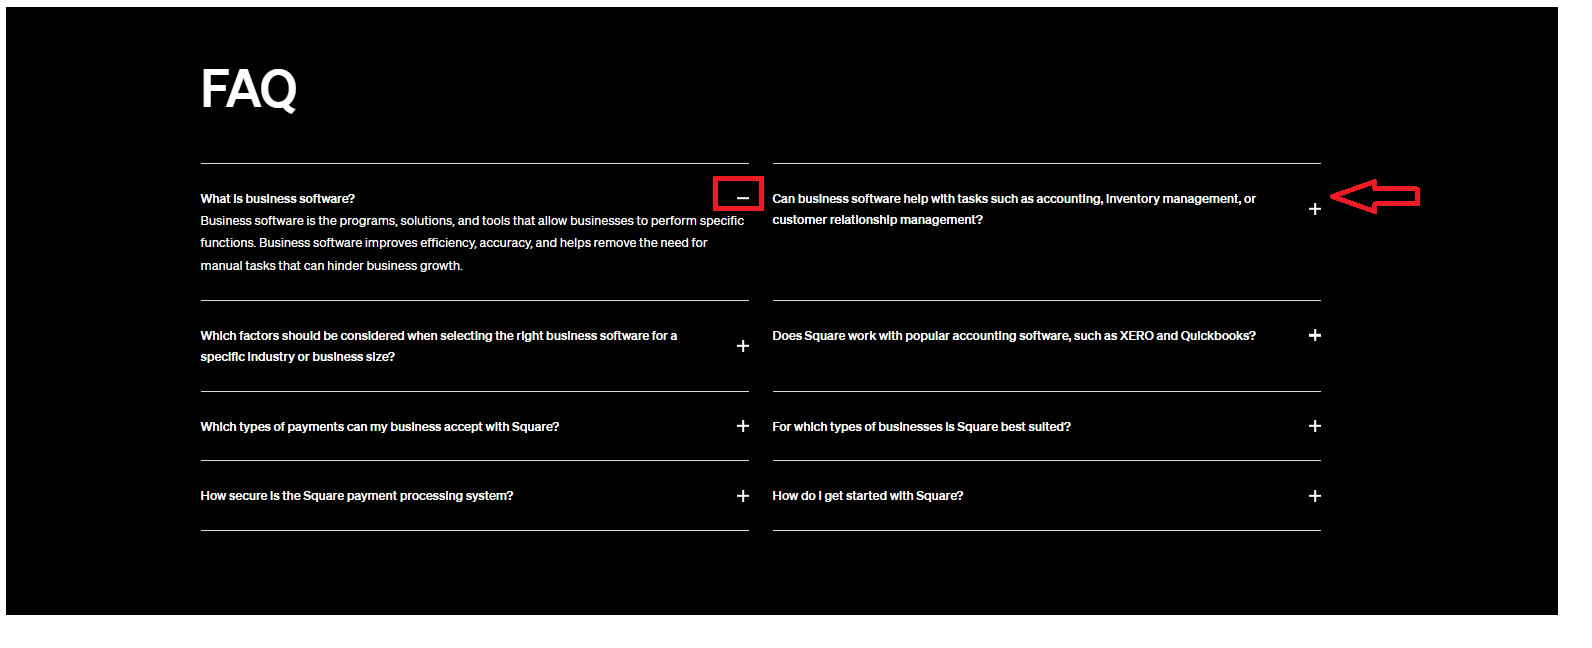 FAQ
What is business software?
Business software is the programs, solutions, and tools that allow businesses to perform specific
functions. Business software improves efficiency, accuracy, and helps remove the need for
manual tasks that can hinder business growth.
Can business software help with tasks such as accounting, inventory management, or
customer relationship management?
Which factors should be considered when selecting the right business software for a
specific industry or business size?
Does Square work with popular accounting software, such as XERO and Quickbooks?
Which types of payments can my business accept with Square?
For which types of businesses is Square best suited?
How secure is the Square payment processing system?
How do I get started with Square?